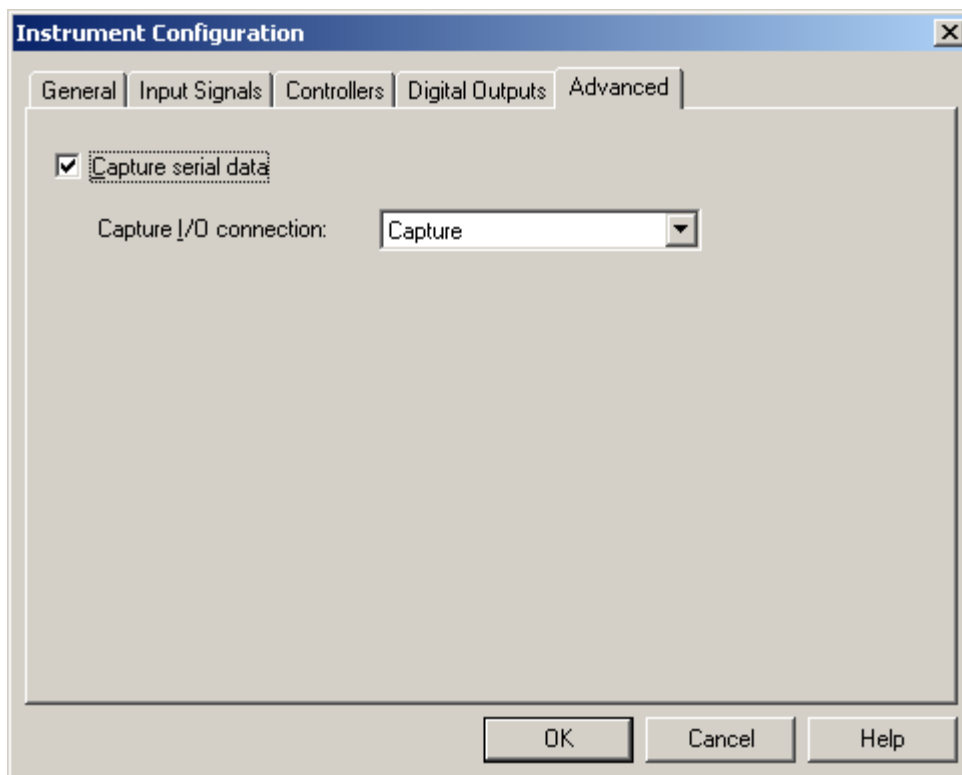 Instrument Configuration
General Input Signals Controllers Digital Outputs Advanced
Capture serial data
Capture I/O connection: Capture
OK Cancel Help